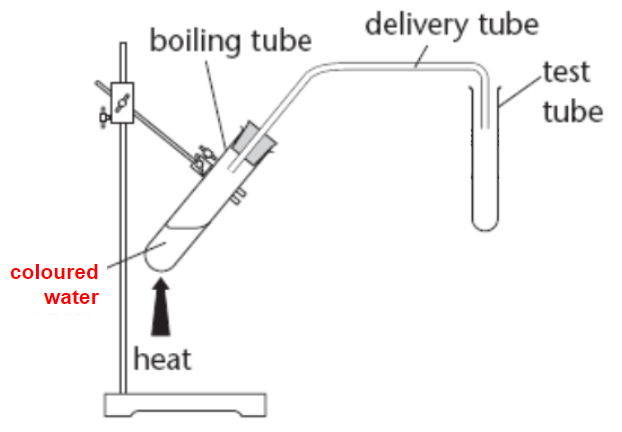 delivery tube
boiling tube
test
tube
coloured
water
heat